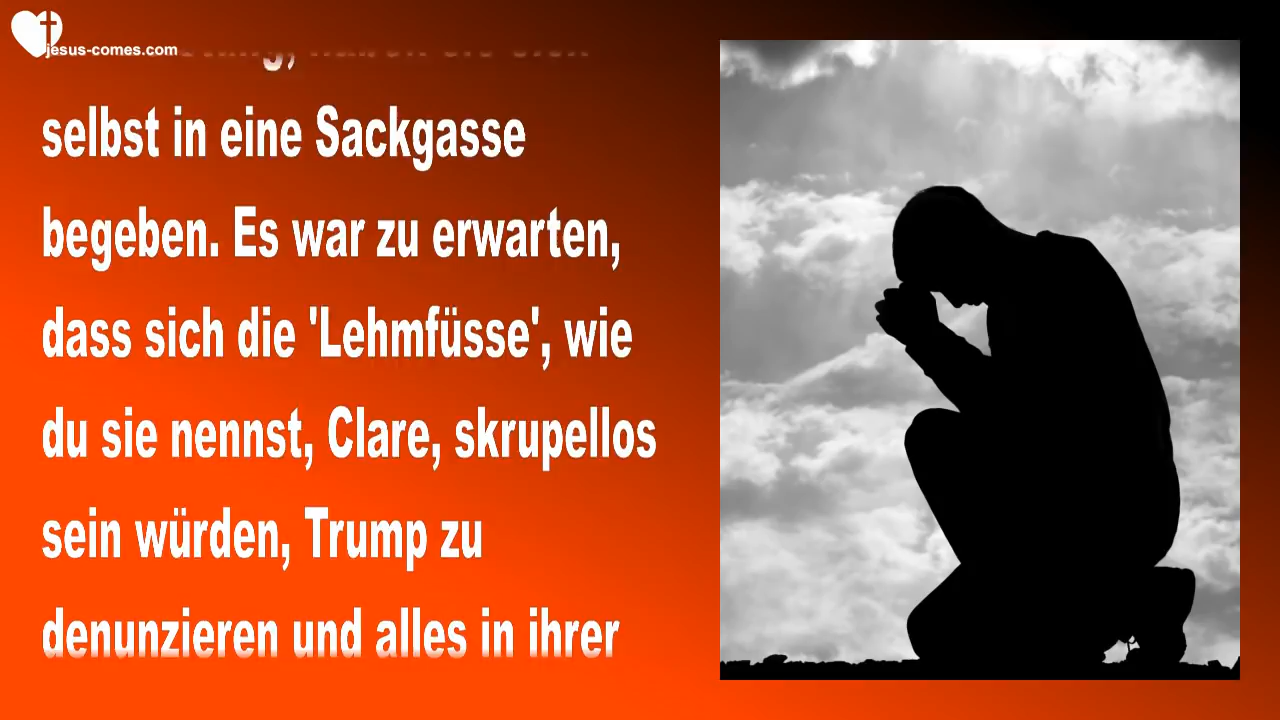 jesus-comes.com
selbst in eine Sackgasse
begeben. Es war zu erwarten,
dass sich die 'Lehmfüsse', wie
du sie nennst, Clare, skrupellos
sein würden, Trump zu
denunzieren und alles in ihrer